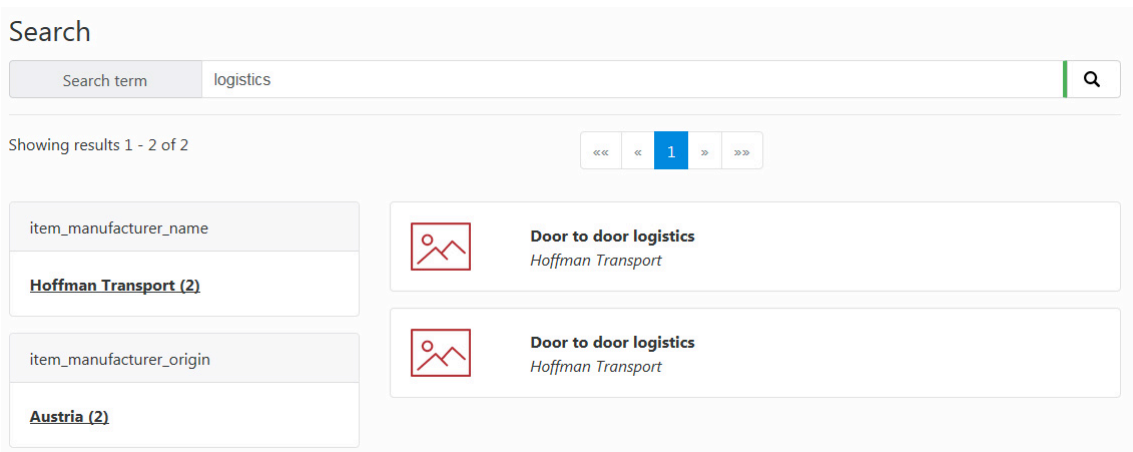 Search
Search term logistics
Showing results 1 - 2 of 2
«« « 1 » »»
item_manufacturer_name
Hoffman Transport (2)
item_manufacturer_origin
Austria (2)
Door to door logistics
Hoffman Transport
Door to door logistics
Hoffman Transport